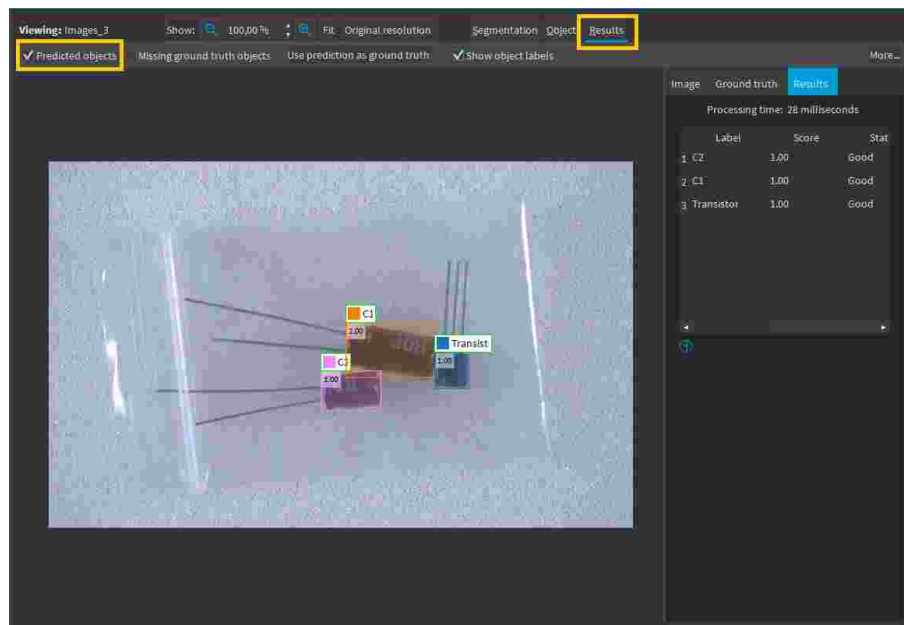 Viewing: Images_3 Show: 100,00 % Fit Original resolution Segmentation Object Results
Predicted objects Missing ground truth objects Use prediction as ground truth Show object labels More...
Image Ground truth Results
Processing time: 28 milliseconds
Label Score Stat
1 C2 1.00 Good
2 C1 1.00 Good
3 Transistor 1.00 Good
C1
1.00
Transist
1.00
C2
1.00